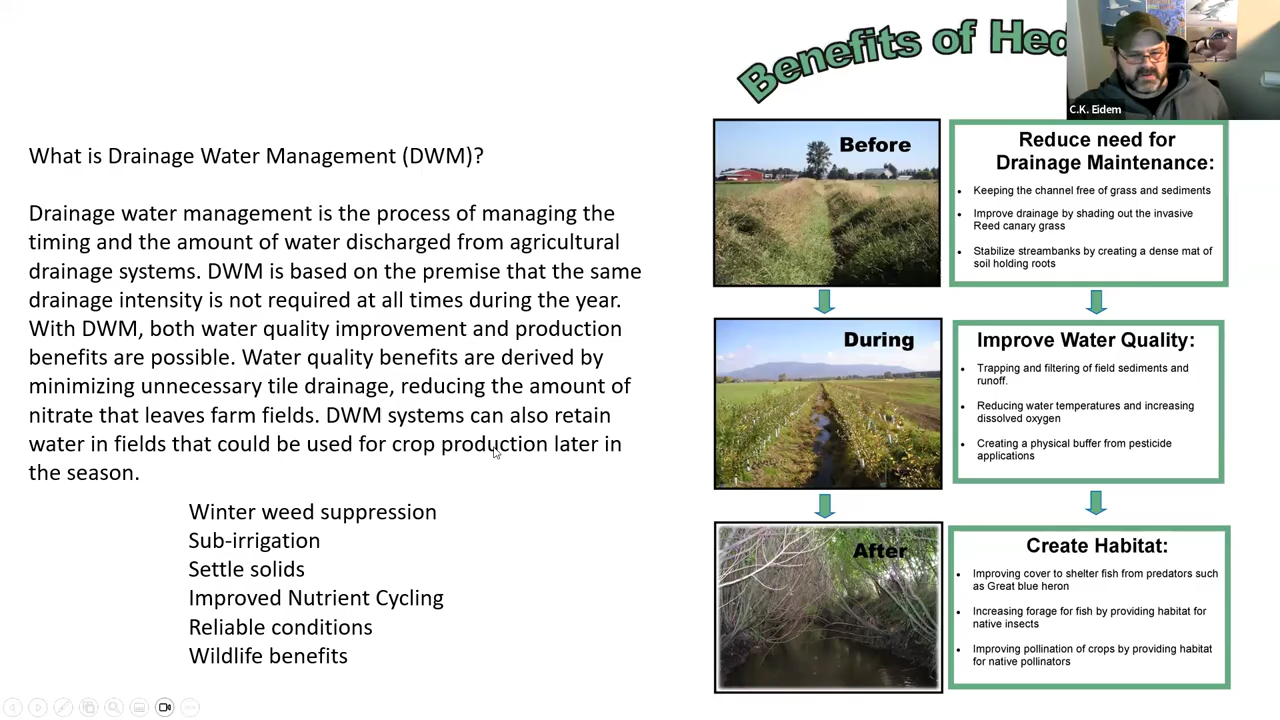 Benefits of
C.K. Eidem
What is Drainage Water Management (DWM)?
Drainage water management is the process of managing the
timing and the amount of water discharged from agricultural
drainage systems. DWM is based on the premise that the same
drainage intensity is not required at all times during the year.
With DWM, both water quality improvement and production
benefits are possible. Water quality benefits are derived by
minimizing unnecessary tile drainage, reducing the amount of
nitrate that leaves farm fields. DWM systems can also retain
water in fields that could be used for crop production later in
the season.
Winter weed suppression
Sub-irrigation
Settle solids
Improved Nutrient Cycling
Reliable conditions
Wildlife benefits
Before
Reduce need for
Drainage Maintenance:
• Keeping the channel free of grass and sediments
• Improve drainage by shading out the invasive
Reed canary grass
• Stabilize streambanks by creating a dense mat of
soil holding roots
During
Improve Water Quality:
• Trapping and filtering of field sediments and
runoff.
• Reducing water temperatures and increasing
dissolved oxygen
• Creating a physical buffer from pesticide
applications
After
Create Habitat:
• Improving cover to shelter fish from predators such
as Great blue heron
• Increasing forage for fish by providing habitat for
native insects
• Improving pollination of crops by providing habitat
for native pollinators